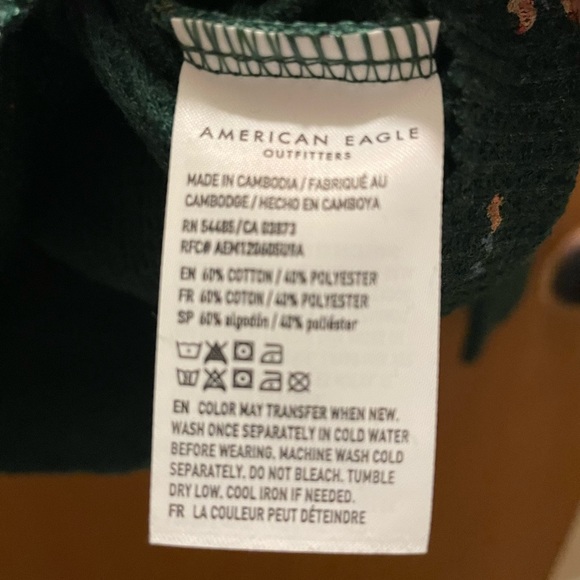 AMERICAN EAGLE
OUTFITTERS
MADE IN CAMBODIA / FABRIQUÉ AU
CAMBODGE / HECHO EN CAMBOYA
RN 54485/CA 03873
RFC# AEM120605U9A
EN 60% COTTON / 40% POLYESTER
FR 60% COTON / 40% POLYESTER
SP 60% algodón / 40% poliéster
EN COLOR MAY TRANSFER WHEN NEW.
WASH ONCE SEPARATELY IN COLD WATER
BEFORE WEARING. MACHINE WASH COLD
SEPARATELY. DO NOT BLEACH. TUMBLE
DRY LOW. COOL IRON IF NEEDED.
FR LA COULEUR PEUT DÉTEINDRE